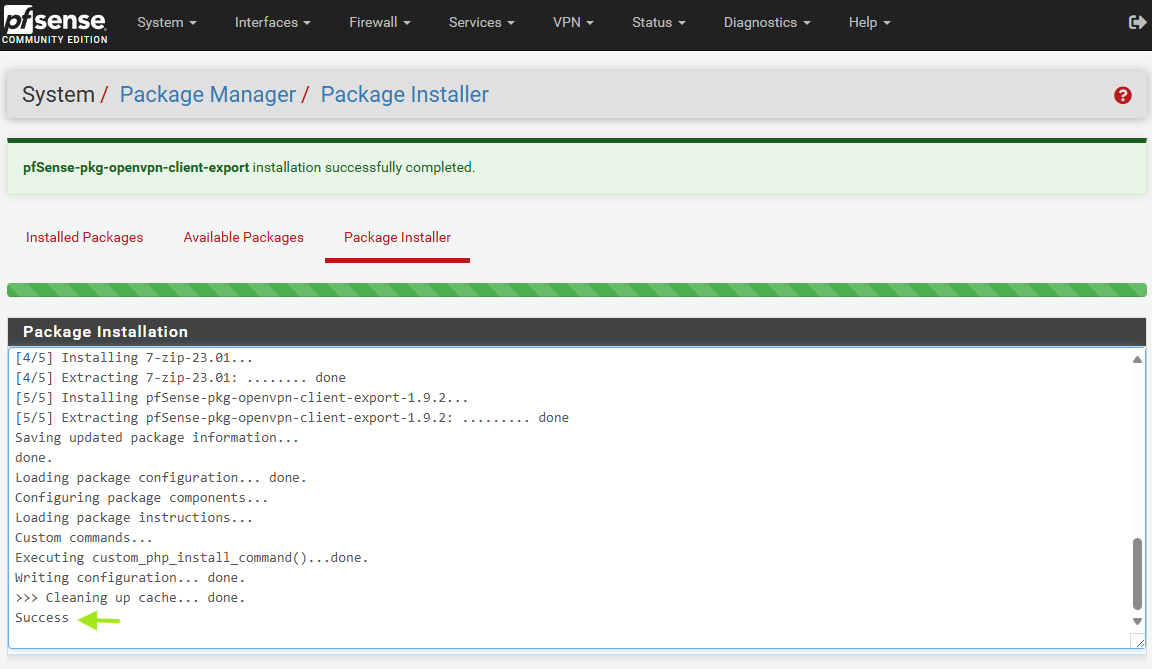 pfsense
COMMUNITY EDITION
System Interfaces Firewall Services VPN Status Diagnostics Help
System / Package Manager / Package Installer
?
pfSense-pkg-openvpn-client-export installation successfully completed.
Installed Packages Available Packages Package Installer
Package Installation
[4/5] Installing 7-zip-23.01...
[4/5] Extracting 7-zip-23.01: ........ done
[5/5] Installing pfSense-pkg-openvpn-client-export-1.9.2...
[5/5] Extracting pfSense-pkg-openvpn-client-export-1.9.2: ......... done
Saving updated package information...
done.
Loading package configuration... done.
Configuring package components...
Loading package instructions...
Custom commands...
Executing custom_php_install_command()...done.
Writing configuration... done.
>>> Cleaning up cache... done.
Success